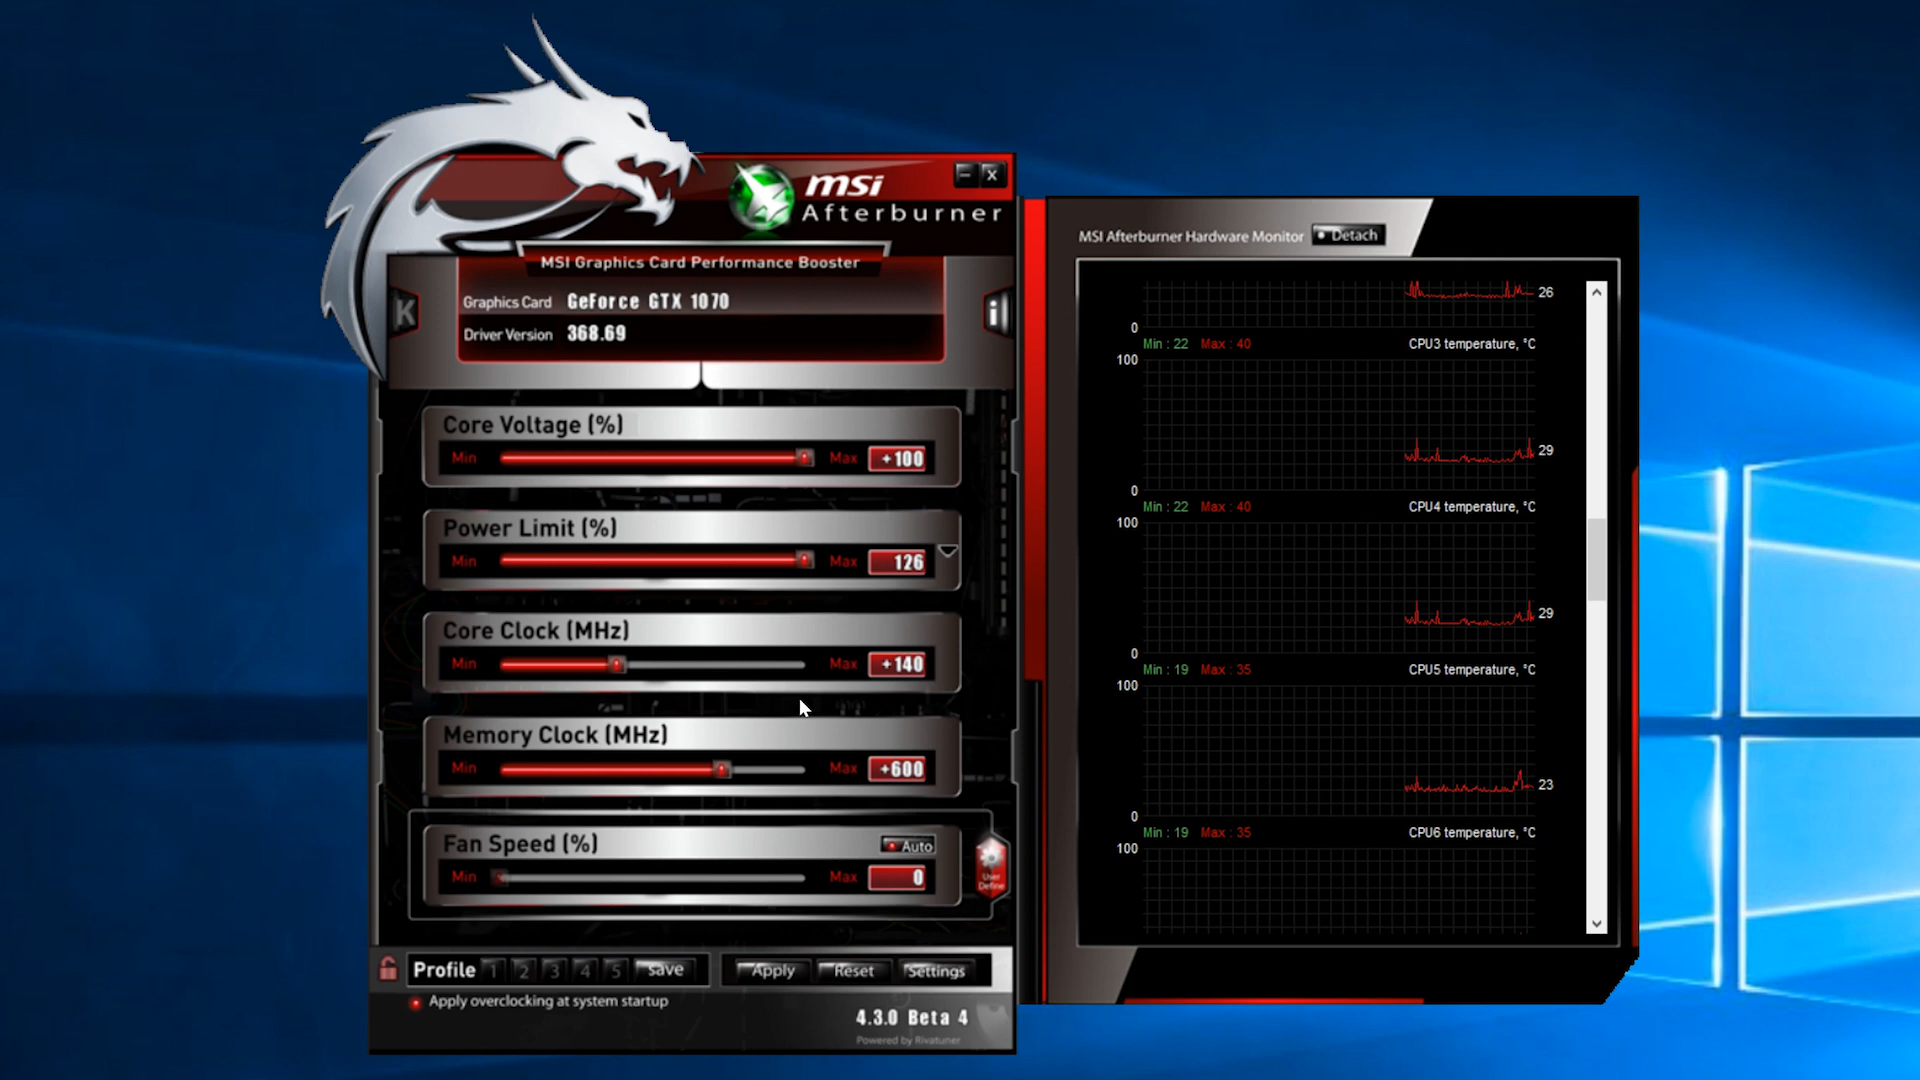 msi
Afterburner
MSI Graphics Card Performance Booster
K
i
Graphics Card GeForce GTX 1070
Driver Version 368.69
Core Voltage (%)
Min Max +100
Power Limit (%)
Min Max 126
Core Clock (MHz)
Min Max +140
Memory Clock (MHz)
Min Max +600
Fan Speed (%)
Auto
Min Max 0
User
Define
Profile 1 2 3 4 5 save
Apply Reset Settings
Apply overclocking at system startup
4.3.0 Beta 4
Powered by Rivatuner
MSI Afterburner Hardware Monitor Detach
26
0
Min : 22 Max : 40 CPU3 temperature, °C
100
29
0
Min : 22 Max : 40 CPU4 temperature, °C
100
29
0
Min : 19 Max : 35 CPU5 temperature, °C
100
23
0
Min : 19 Max : 35 CPU6 temperature, °C
100